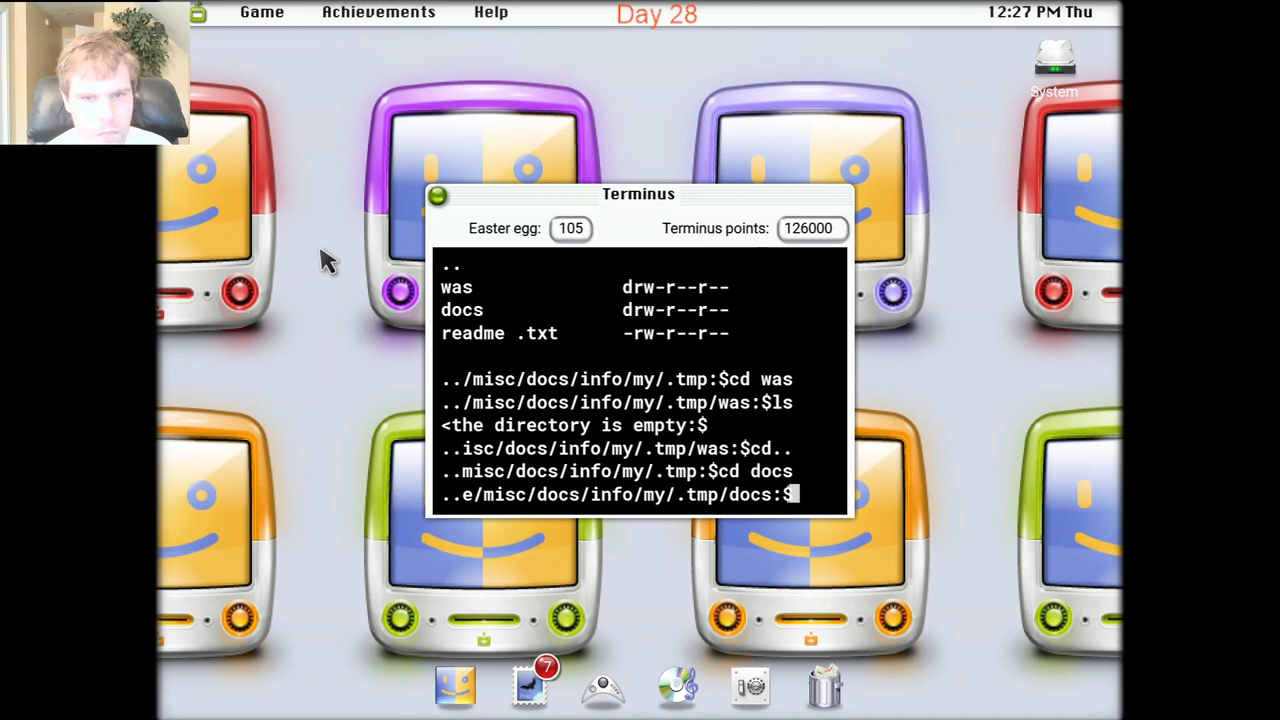 Game Achievements Help Day 28 12:27 PM Thu
System
Terminus
Easter egg: 105 Terminus points: 126000
..
was drw-r--r--
docs drw-r--r--
readme .txt -rw-r--r--
../misc/docs/info/my/.tmp:$cd was
../misc/docs/info/my/.tmp/was:$ls
<the directory is empty:$
..isc/docs/info/my/.tmp/was:$cd..
..misc/docs/info/my/.tmp:$cd docs
..e/misc/docs/info/my/.tmp/docs:$
7